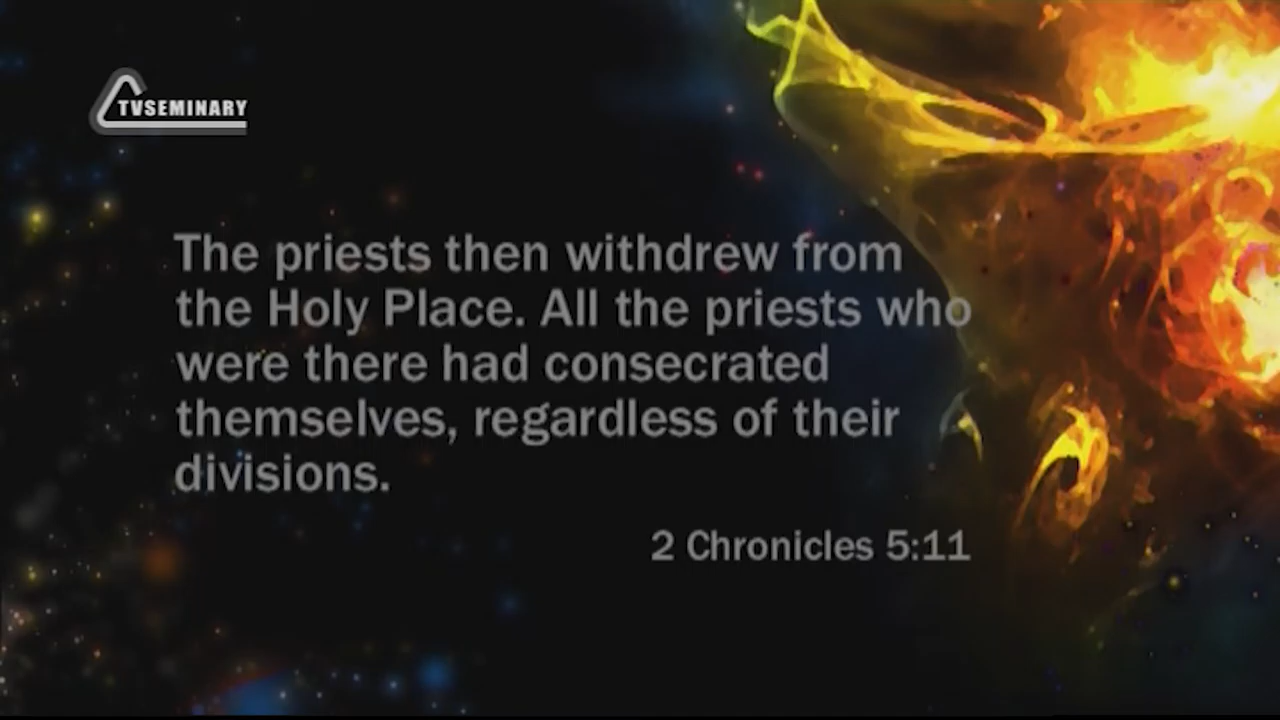 TVSEMINARY
The priests then withdrew from
the Holy Place. All the priests who
were there had consecrated
themselves, regardless of their
divisions.
2 Chronicles 5:11